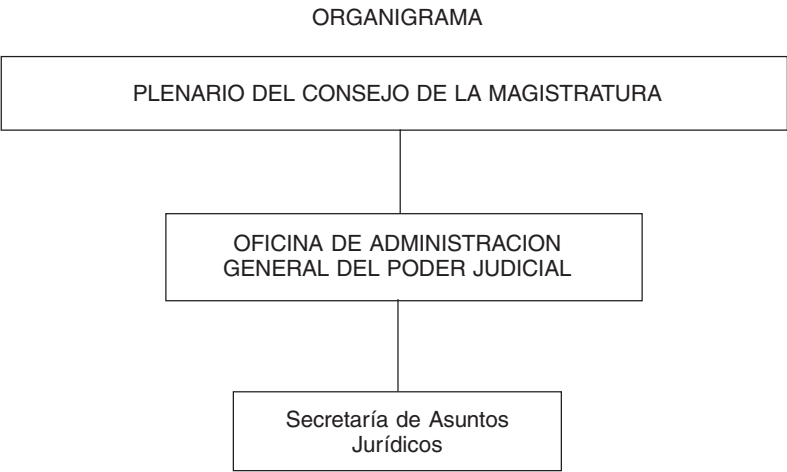 ORGANIGRAMA
PLENARIO DEL CONSEJO DE LA MAGISTRATURA
OFICINA DE ADMINISTRACION
GENERAL DEL PODER JUDICIAL
Secretaría de Asuntos
Jurídicos